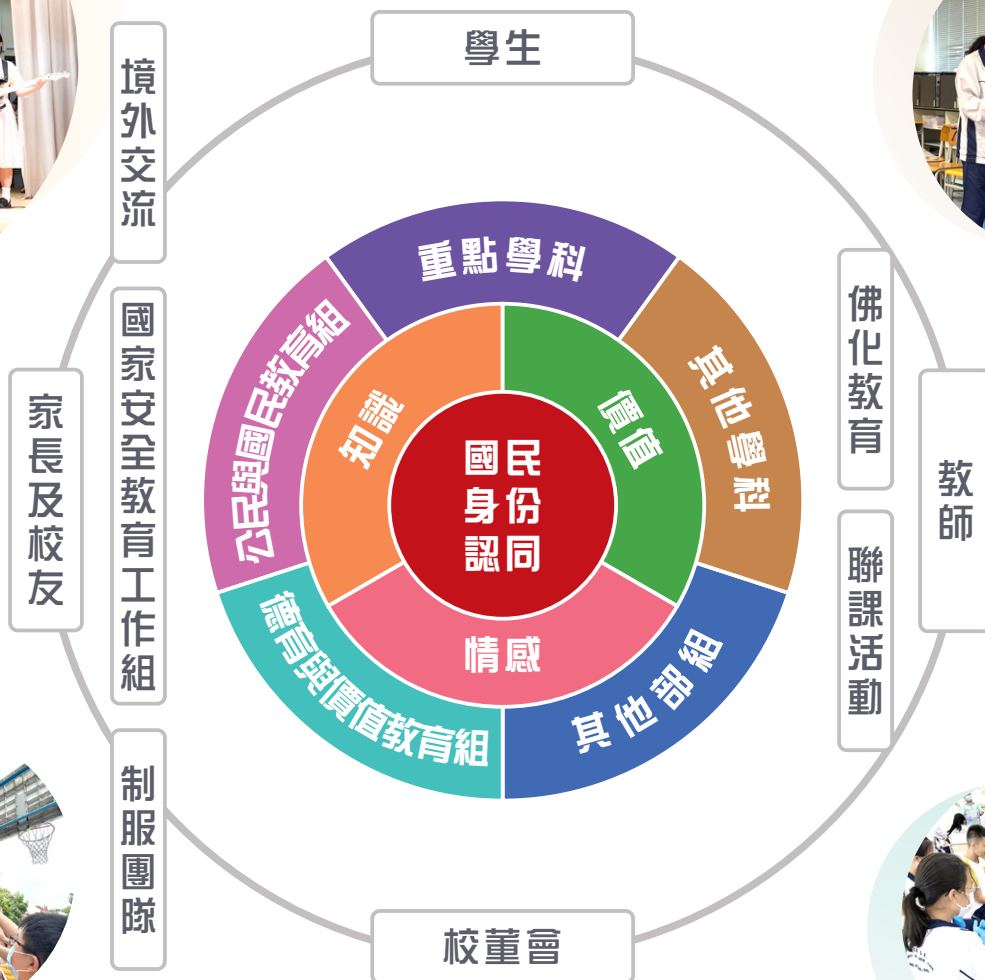 學生
境外交流
國家安全教育工作組
家長及校友
制服團隊
校董會
佛化教育
聯課活動
教師
重點學科
其他學科
其他部組
德育與價值教育組
公民與國民教育組
知識
價值
情感
國民
身份
認同